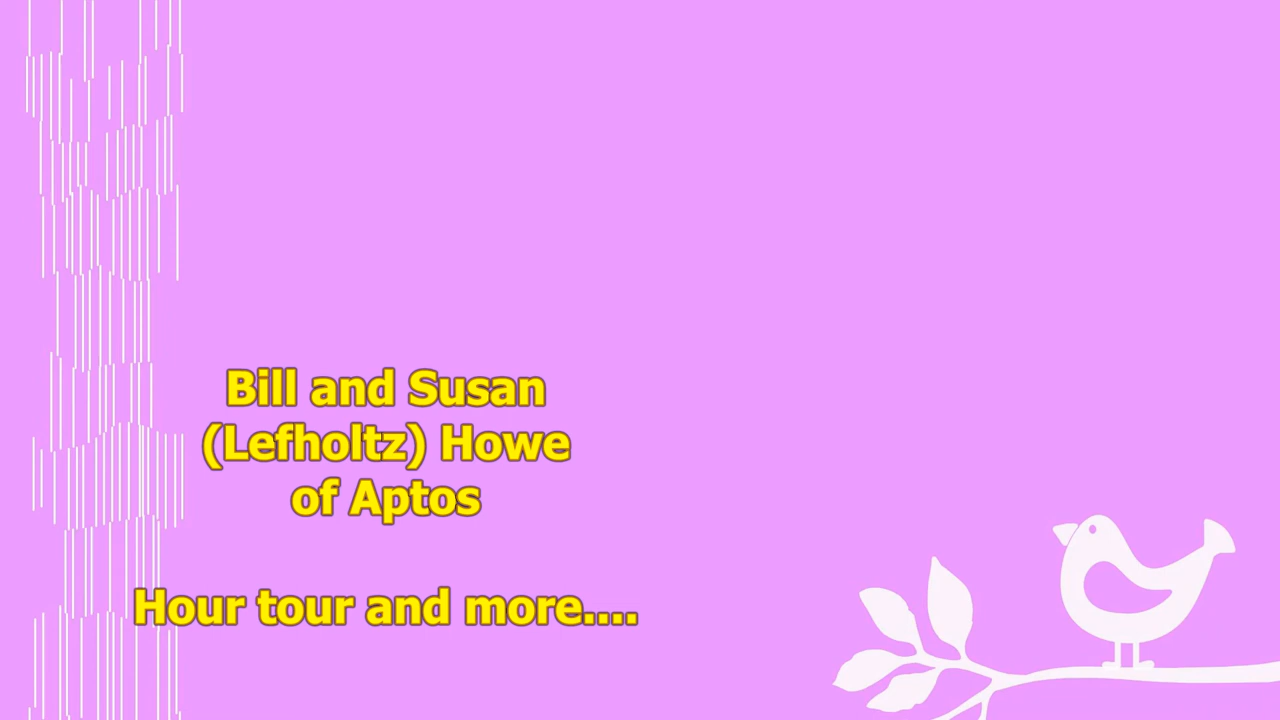 Bill and Susan
(Lefholtz) Howe
of Aptos
Hour tour and more....